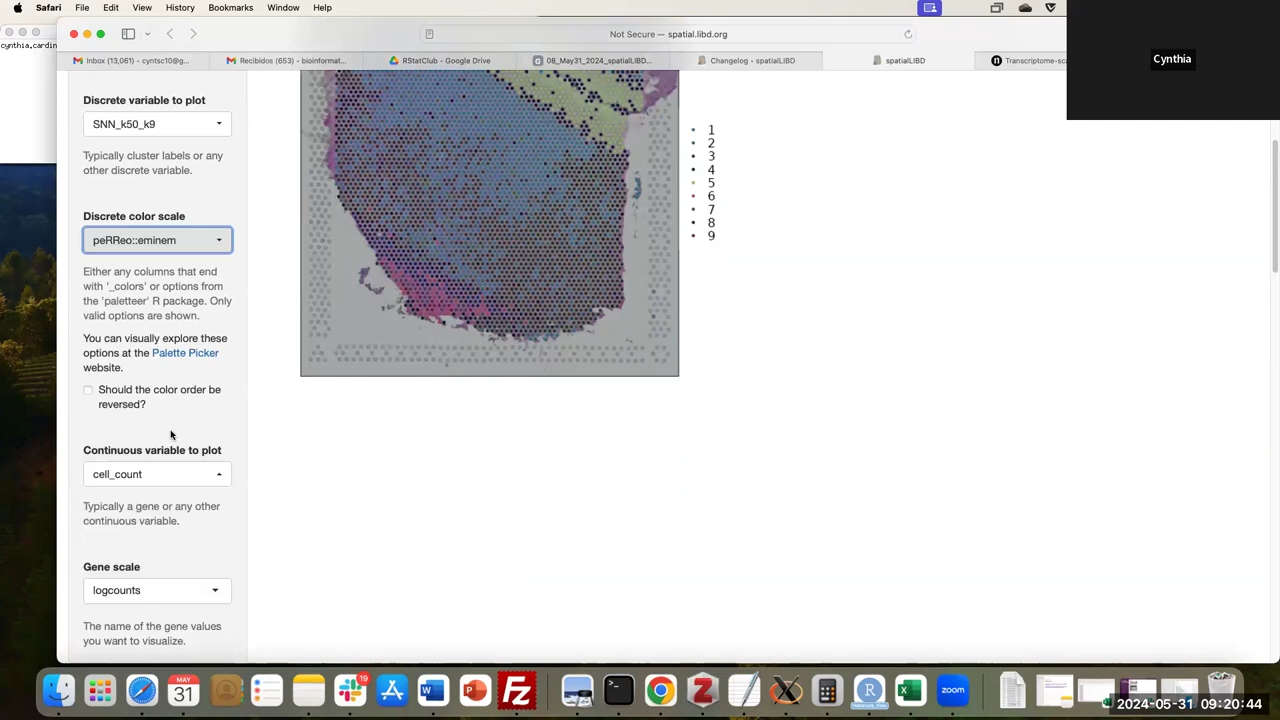 Safari File Edit View History Bookmarks Window Help
Cynthia
cynthia.cardin
Not Secure — spatial.libd.org
Inbox (13,061) – cyntsc10@g... Recibidos (653) – bioinformat... RStatClub – Google Drive 08_May31_2024_spatialLIBD... Changelog • spatialLIBD spatialLIBD Transcriptome-sca
Discrete variable to plot
SNN_k50_k9
Typically cluster labels or any
other discrete variable.
Discrete color scale
peRReo::eminem
Either any columns that end
with '_colors' or options from
the 'paletteer' R package. Only
valid options are shown.
You can visually explore these
options at the Palette Picker
website.
Should the color order be
reversed?
Continuous variable to plot
cell_count
Typically a gene or any other
continuous variable.
Gene scale
logcounts
The name of the gene values
you want to visualize.
1
2
3
4
5
6
7
8
9
MAY
31
19
zoom
2024-05-31 09:20:44